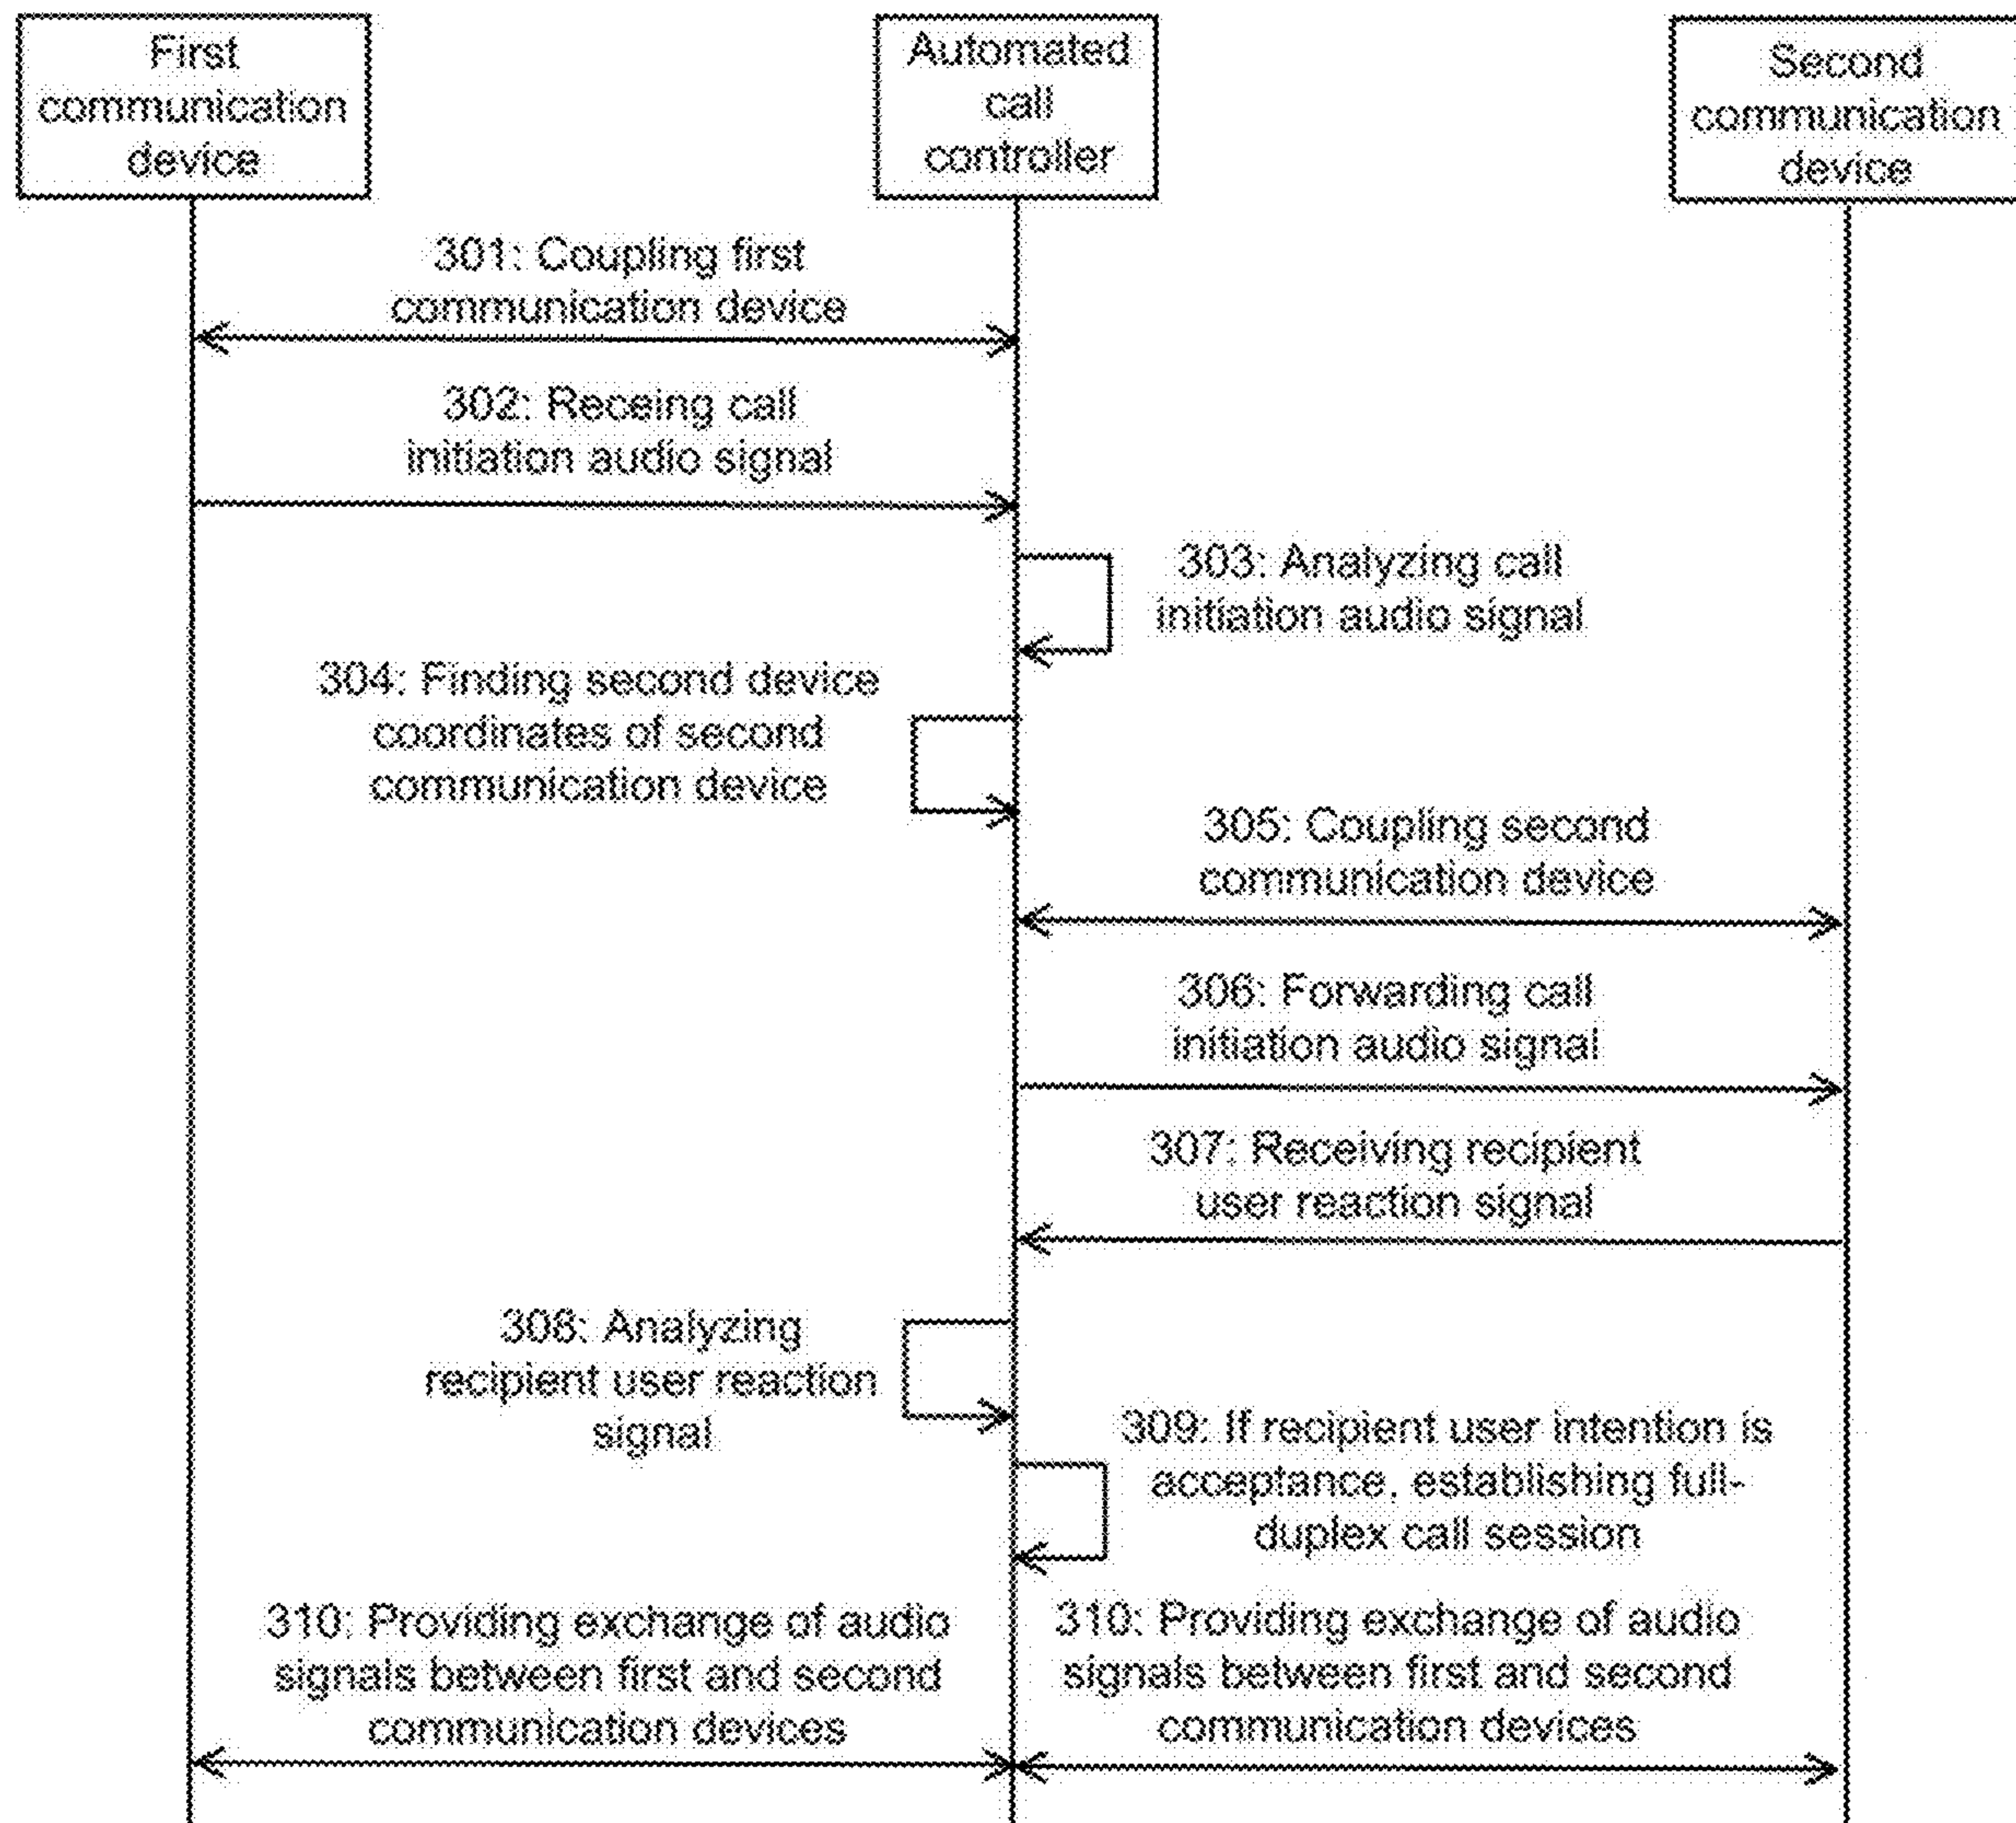 First
communication
device
Automated
call
controller
Second
communication
device
301: Coupling first
communication device
302: Receing call
initiation audio signal
303: Analyzing call
initiation audio signal
304: Finding second device
coordinates of second
communication device
305: Coupling second
communication device
306: Forwarding call
initiation audio signal
307: Receiving recipient
user reaction signal
308: Analyzing
recipient user reaction
signal
309: If recipient user intention is
acceptance, establishing full-
duplex call session
310: Providing exchange of audio
signals between first and second
communication devices
310: Providing exchange of audio
signals between first and second
communication devices